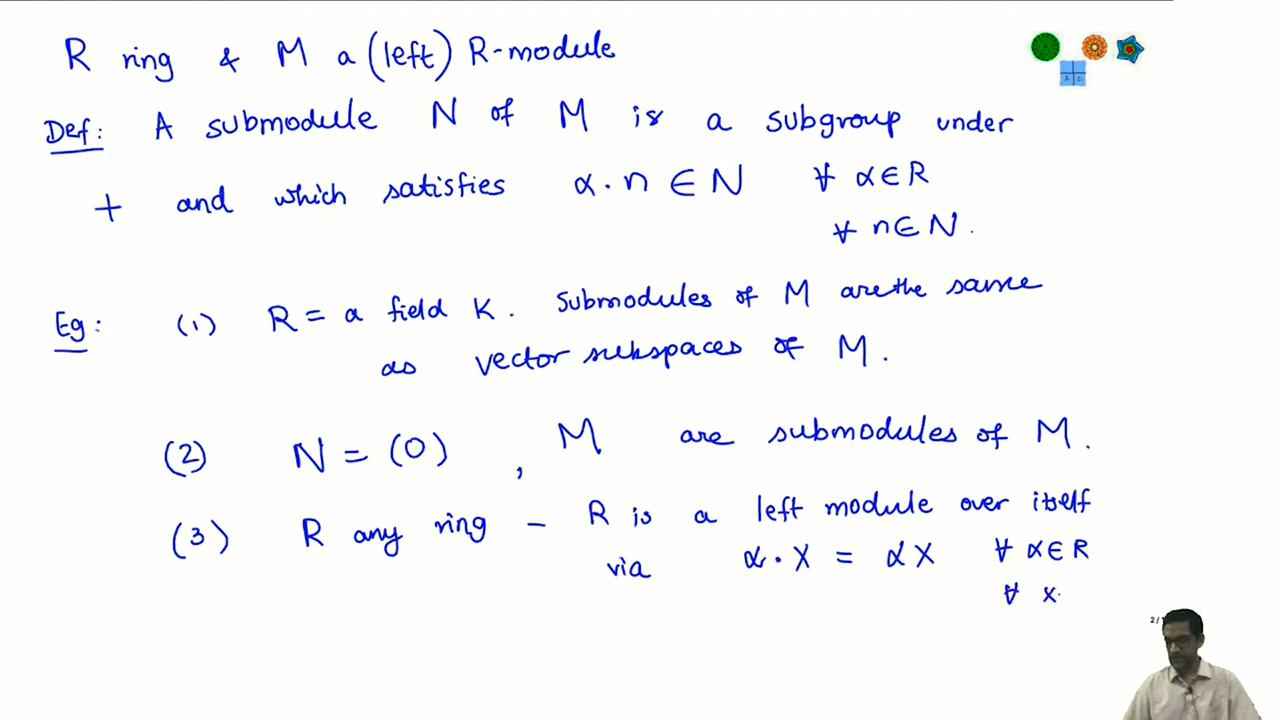 R ring & M a (left) R-module
Def: A submodule N of M is a subgroup under
+ and which satisfies α · n ∈ N ∀ α ∈ R
∀ n ∈ N.
Eg: (1) R = a field K. Submodules of M are the same
as vector subspaces of M.
(2) N = (0) , M are submodules of M.
(3) R any ring – R is a left module over itself
via α · x = αx ∀ α ∈ R
∀ x